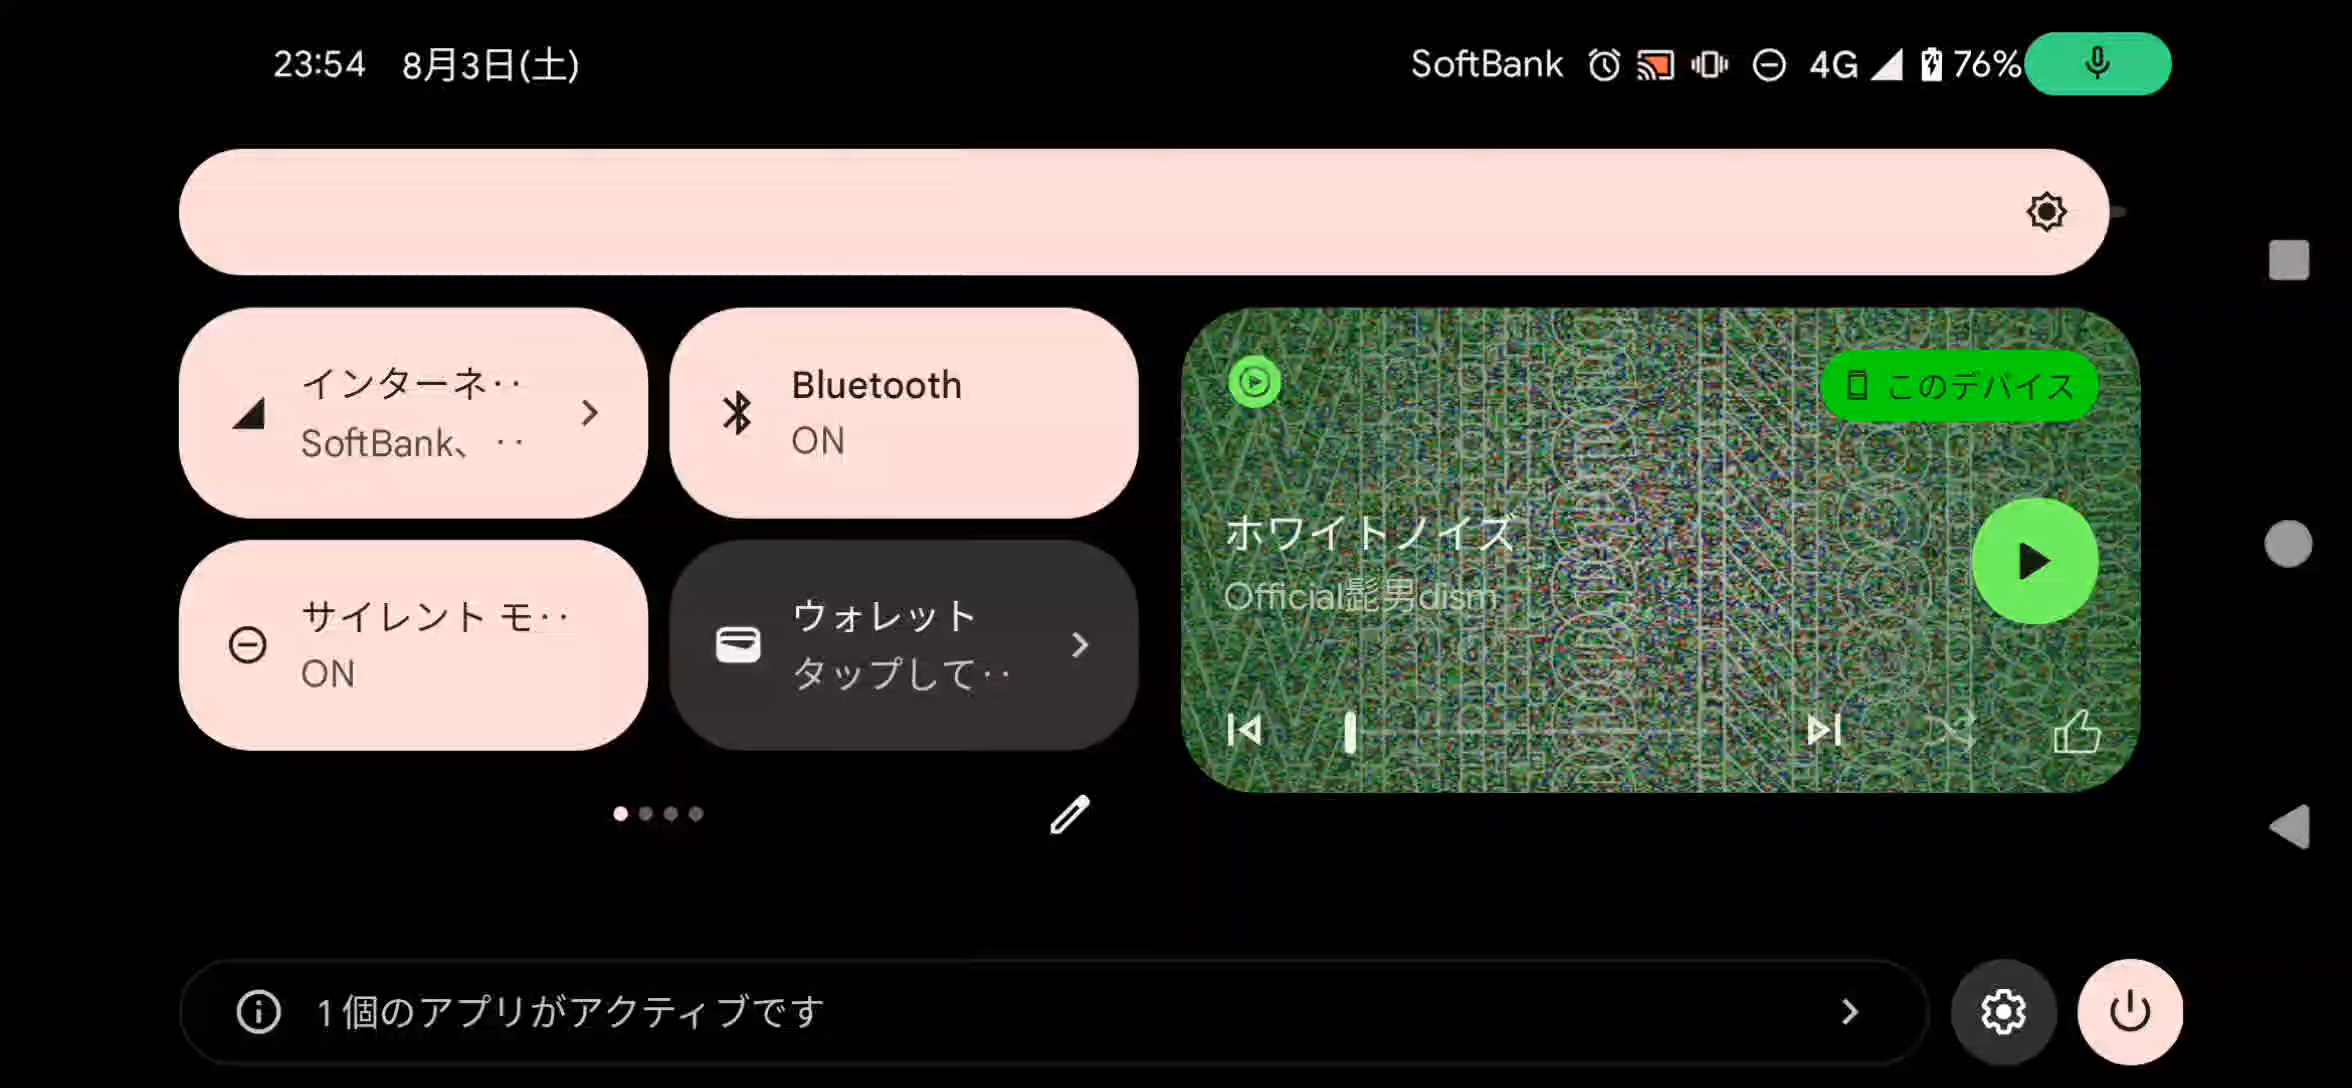 23:54 8月3日(土)
SoftBank 4G 76%
インターネ‥
SoftBank、‥
Bluetooth
ON
サイレント モ‥
ON
ウォレット
タップして‥
このデバイス
ホワイトノイズ
Official髭男dism
1 個のアプリがアクティブです